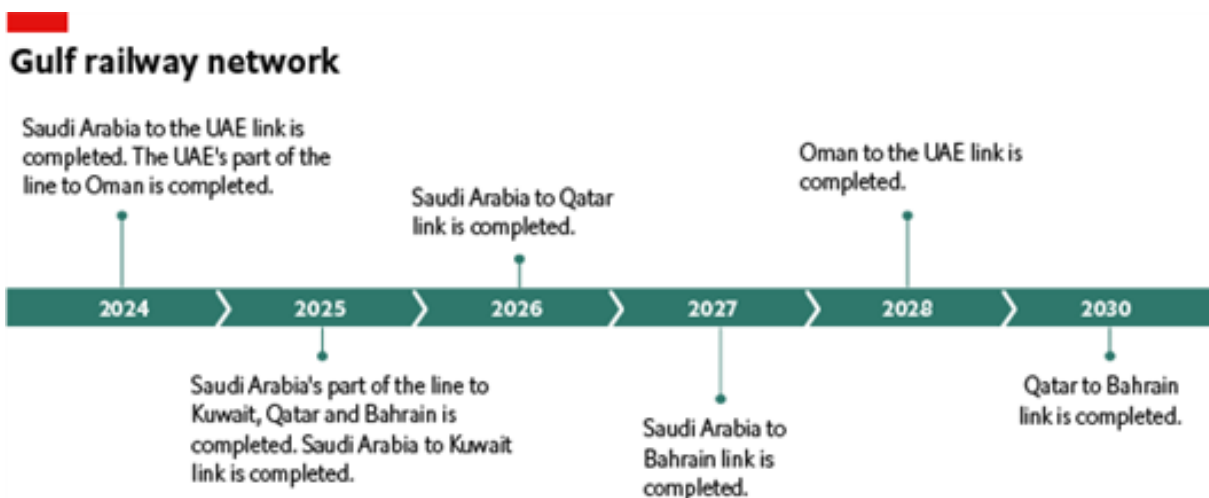 Gulf railway network
Saudi Arabia to the UAE link is
completed. The UAE's part of the
line to Oman is completed.
Saudi Arabia to Qatar
link is completed.
Oman to the UAE link is
completed.
2024
2025
2026
2027
2028
2030
Saudi Arabia's part of the line to
Kuwait, Qatar and Bahrain is
completed. Saudi Arabia to Kuwait
link is completed.
Saudi Arabia to
Bahrain link is
completed.
Qatar to Bahrain
link is completed.